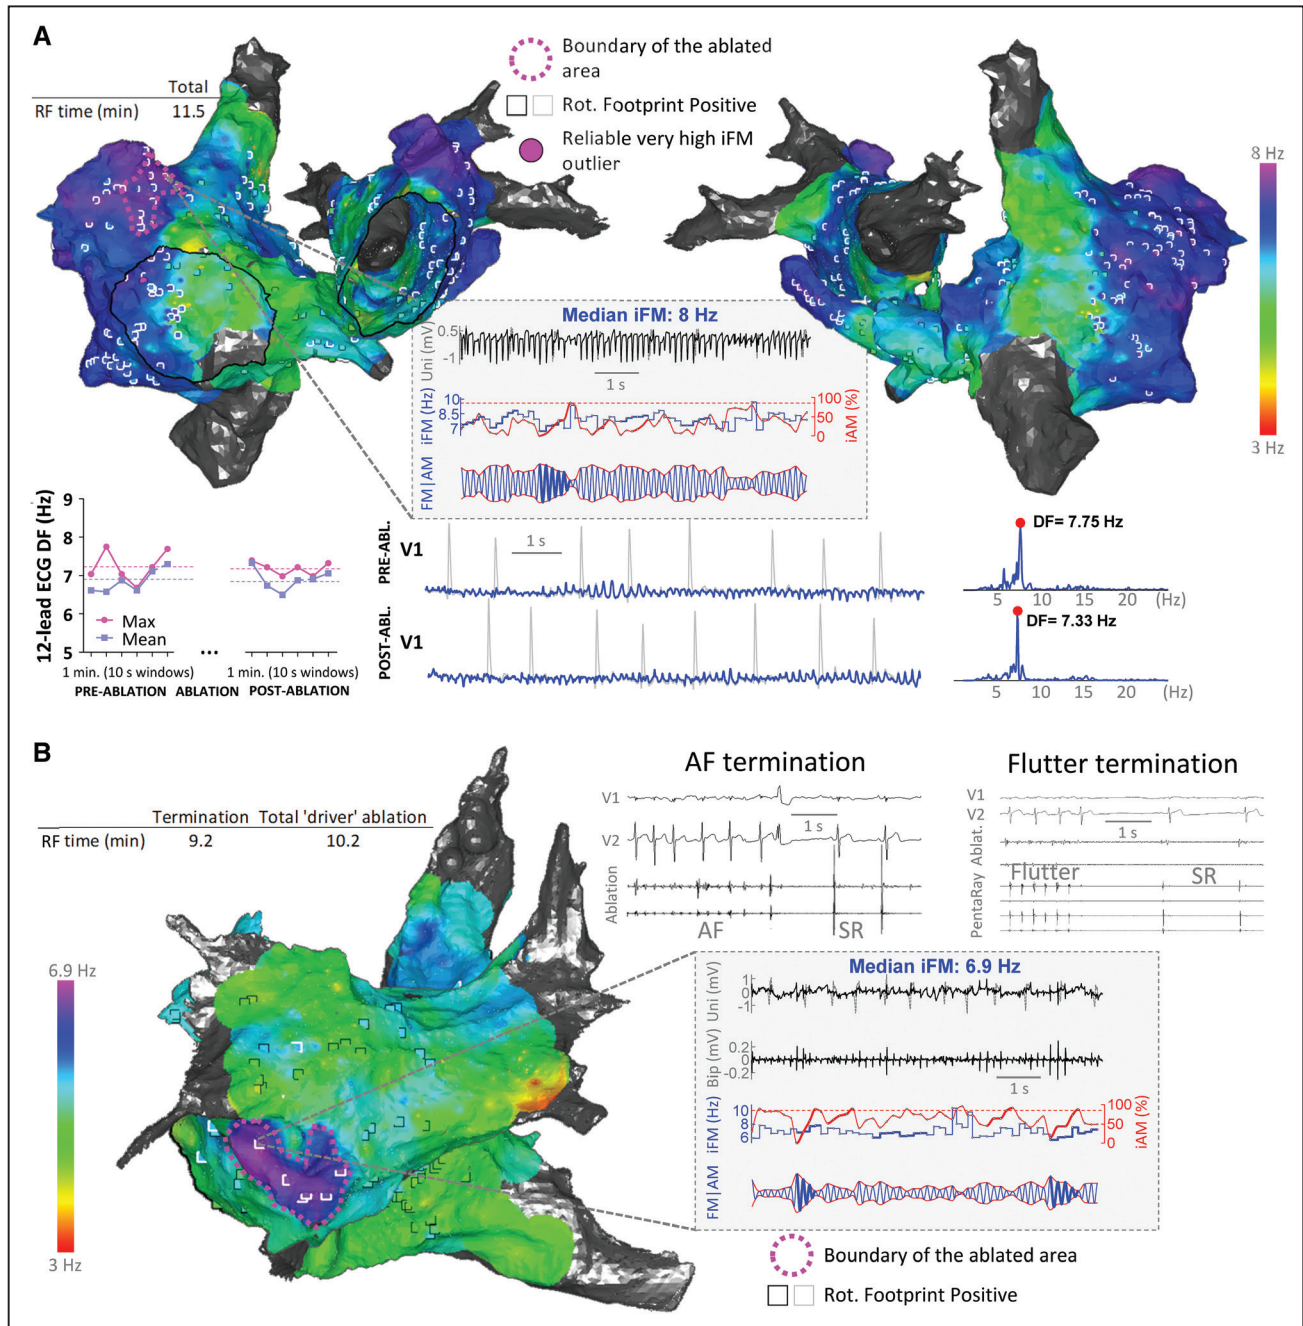 A
Total
RF time (min) 11.5
Boundary of the ablated
area
Rot. Footprint Positive
Reliable very high iFM
outlier
8 Hz
3 Hz
Median iFM: 8 Hz
Uni (mV)
0.5
-1
1 s
iFM (Hz)
10
8.5
7
100
50
0
iAM (%)
FM|AM
12-lead ECG DF (Hz)
9
8
7
6
5
Max
Mean
...
1 min. (10 s windows) 1 min. (10 s windows)
PRE-ABLATION ABLATION POST-ABLATION
PRE-ABL.
V1
1 s
DF= 7.75 Hz
5 10 15 20 (Hz)
POST-ABL.
V1
DF= 7.33 Hz
5 10 15 20 (Hz)
B
Termination Total 'driver' ablation
RF time (min) 9.2 10.2
AF termination
V1
V2
1 s
Ablation
AF SR
Flutter termination
V1
V2
1 s
Ablat.
PentaRay
Flutter SR
6.9 Hz
3 Hz
Median iFM: 6.9 Hz
Uni (mV)
1
0
-1
Bip (mV)
0.2
0
-0.2
1 s
iFM (Hz)
10
8
6
100
50
0
iAM (%)
FM|AM
Boundary of the ablated area
Rot. Footprint Positive